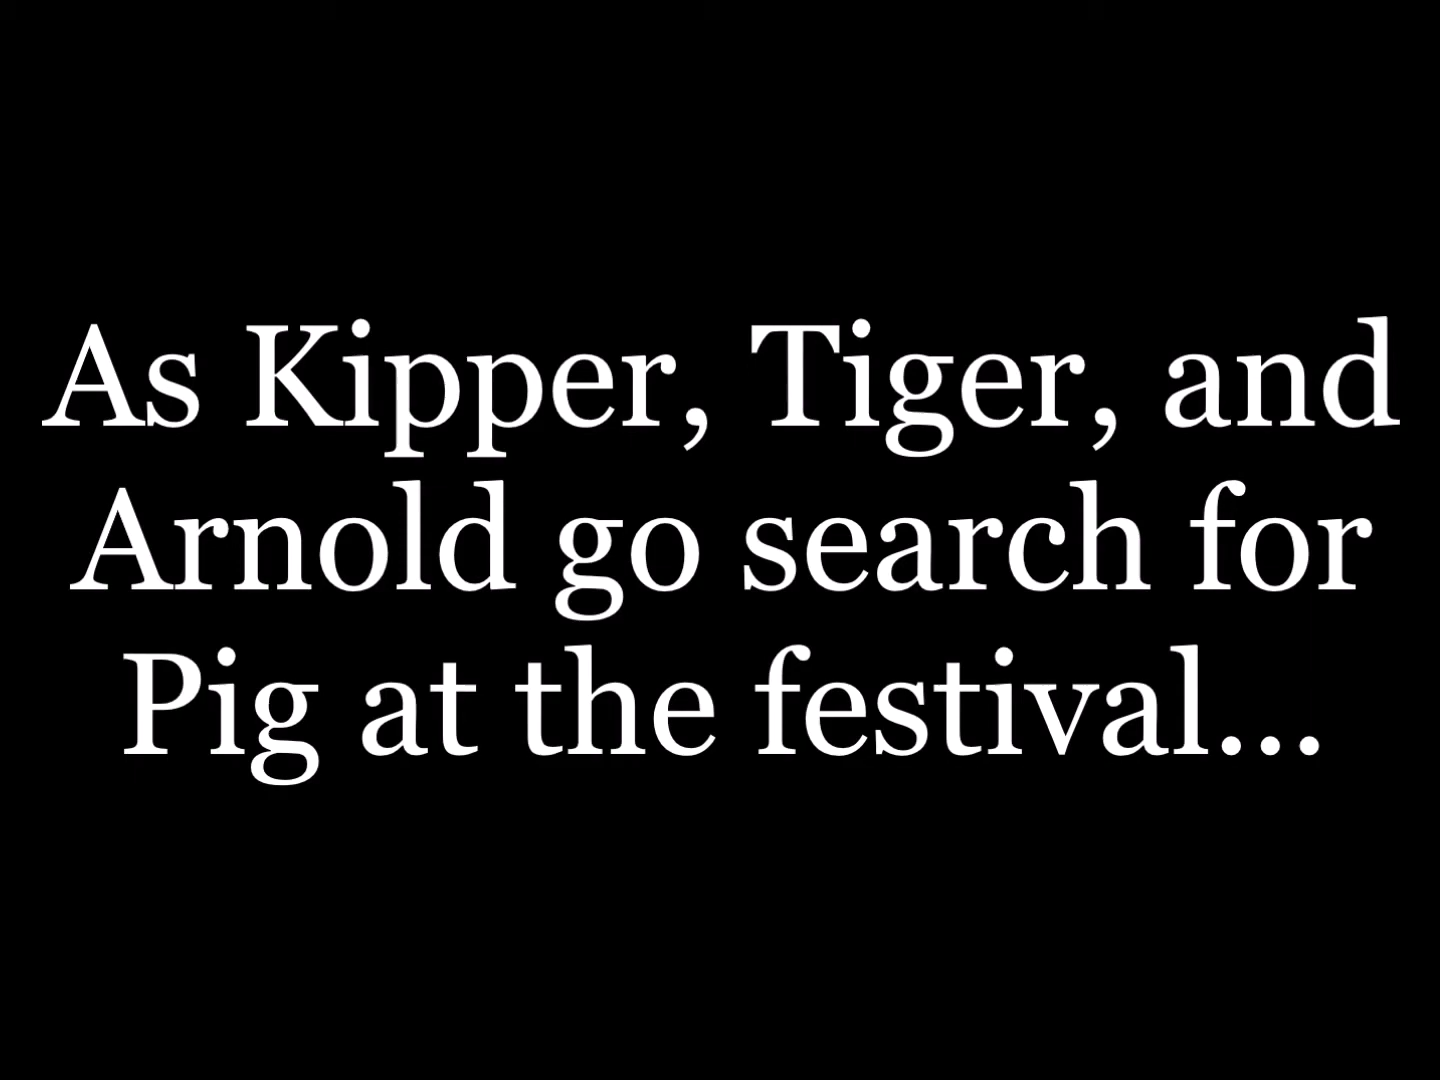 As Kipper, Tiger, and
Arnold go search for
Pig at the festival...